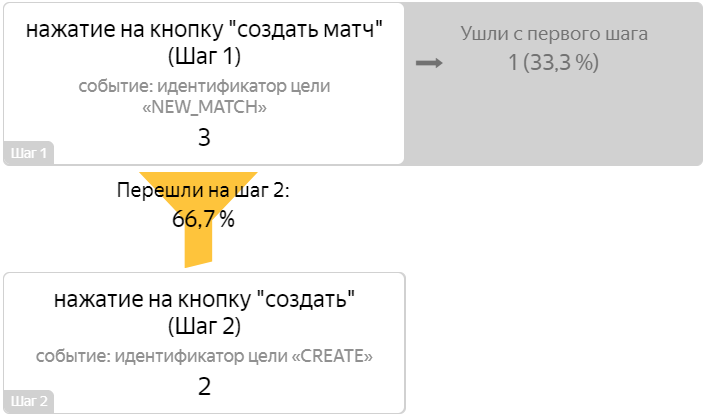 нажатие на кнопку "создать матч"
(Шаг 1)
событие: идентификатор цели
«NEW_MATCH»
3
Шаг 1
Ушли с первого шага
1 (33,3 %)
Перешли на шаг 2:
66,7 %
нажатие на кнопку "создать"
(Шаг 2)
событие: идентификатор цели «CREATE»
2
Шаг 2